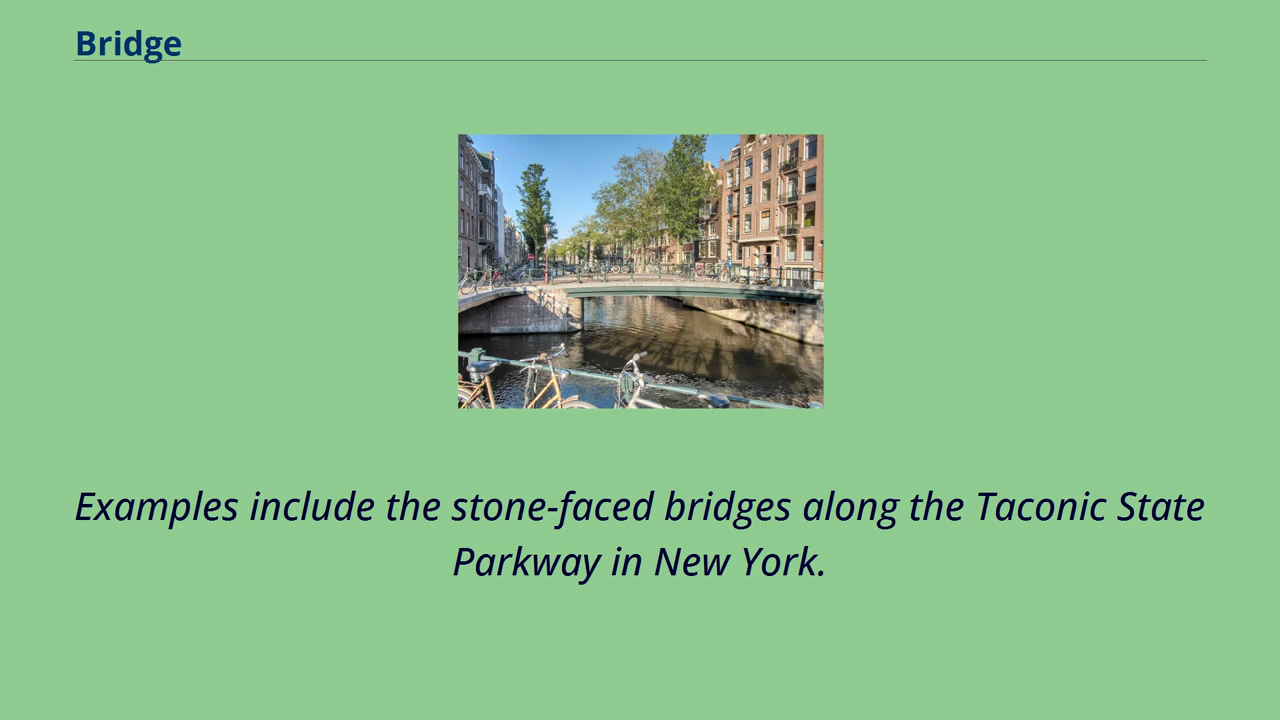 Bridge
Examples include the stone-faced bridges along the Taconic State
Parkway in New York.